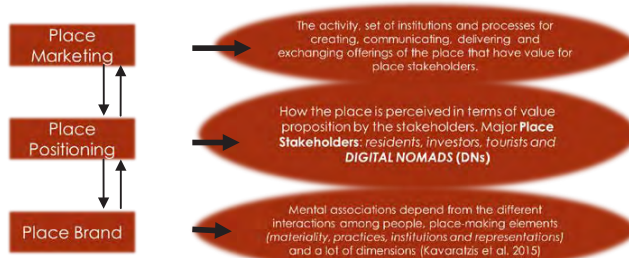 Place
Marketing
The activity, set of institutions and processes for
creating, communicating, delivering and
exchanging offerings of the place that have value for
place stakeholders.
Place
Positioning
How the place is perceived in terms of value
proposition by the stakeholders. Major Place
Stakeholders: residents, investors, tourists and
DIGITAL NOMADS (DNs)
Place Brand
Mental associations depend from the different
interactions among people, place-making elements
(materiality, practices, institutions and representations)
and a lot of dimensions (Kavaratzis et al. 2015)